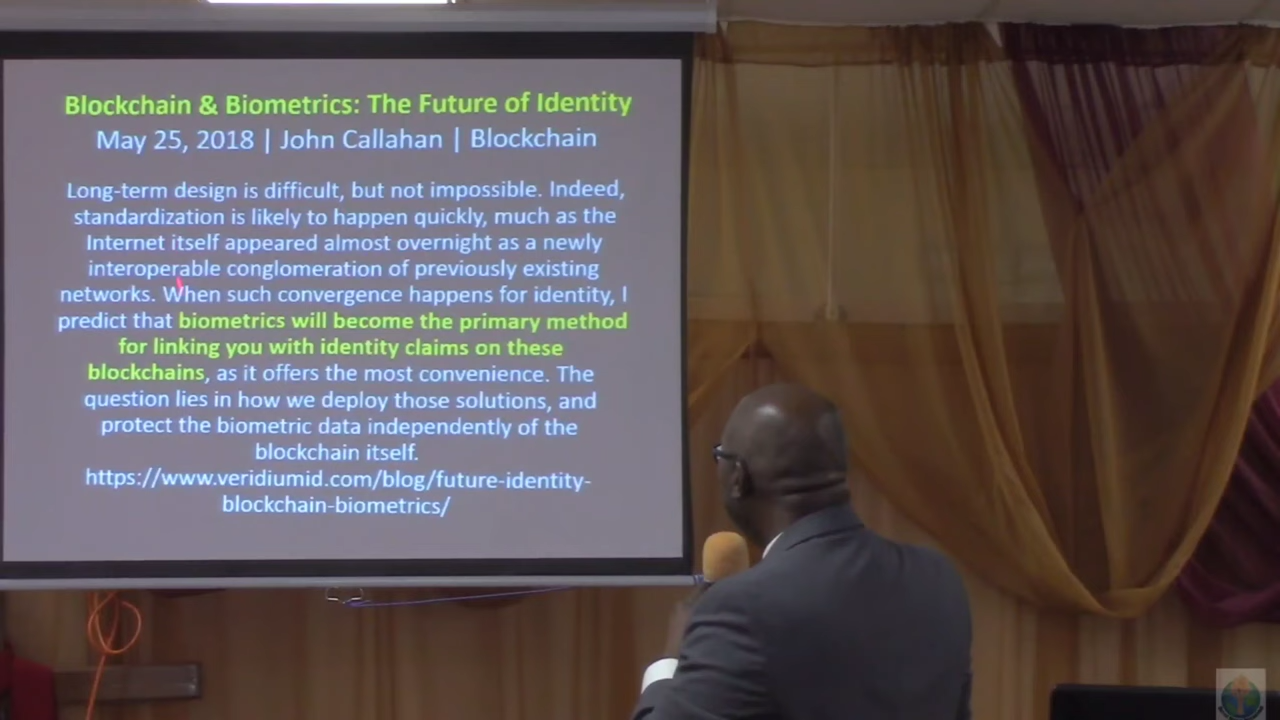 Blockchain & Biometrics: The Future of Identity
May 25, 2018 | John Callahan | Blockchain
Long-term design is difficult, but not impossible. Indeed,
standardization is likely to happen quickly, much as the
Internet itself appeared almost overnight as a newly
interoperable conglomeration of previously existing
networks. When such convergence happens for identity, I
predict that biometrics will become the primary method
for linking you with identity claims on these
blockchains, as it offers the most convenience. The
question lies in how we deploy those solutions, and
protect the biometric data independently of the
blockchain itself.
https://www.veridiumid.com/blog/future-identity-
blockchain-biometrics/